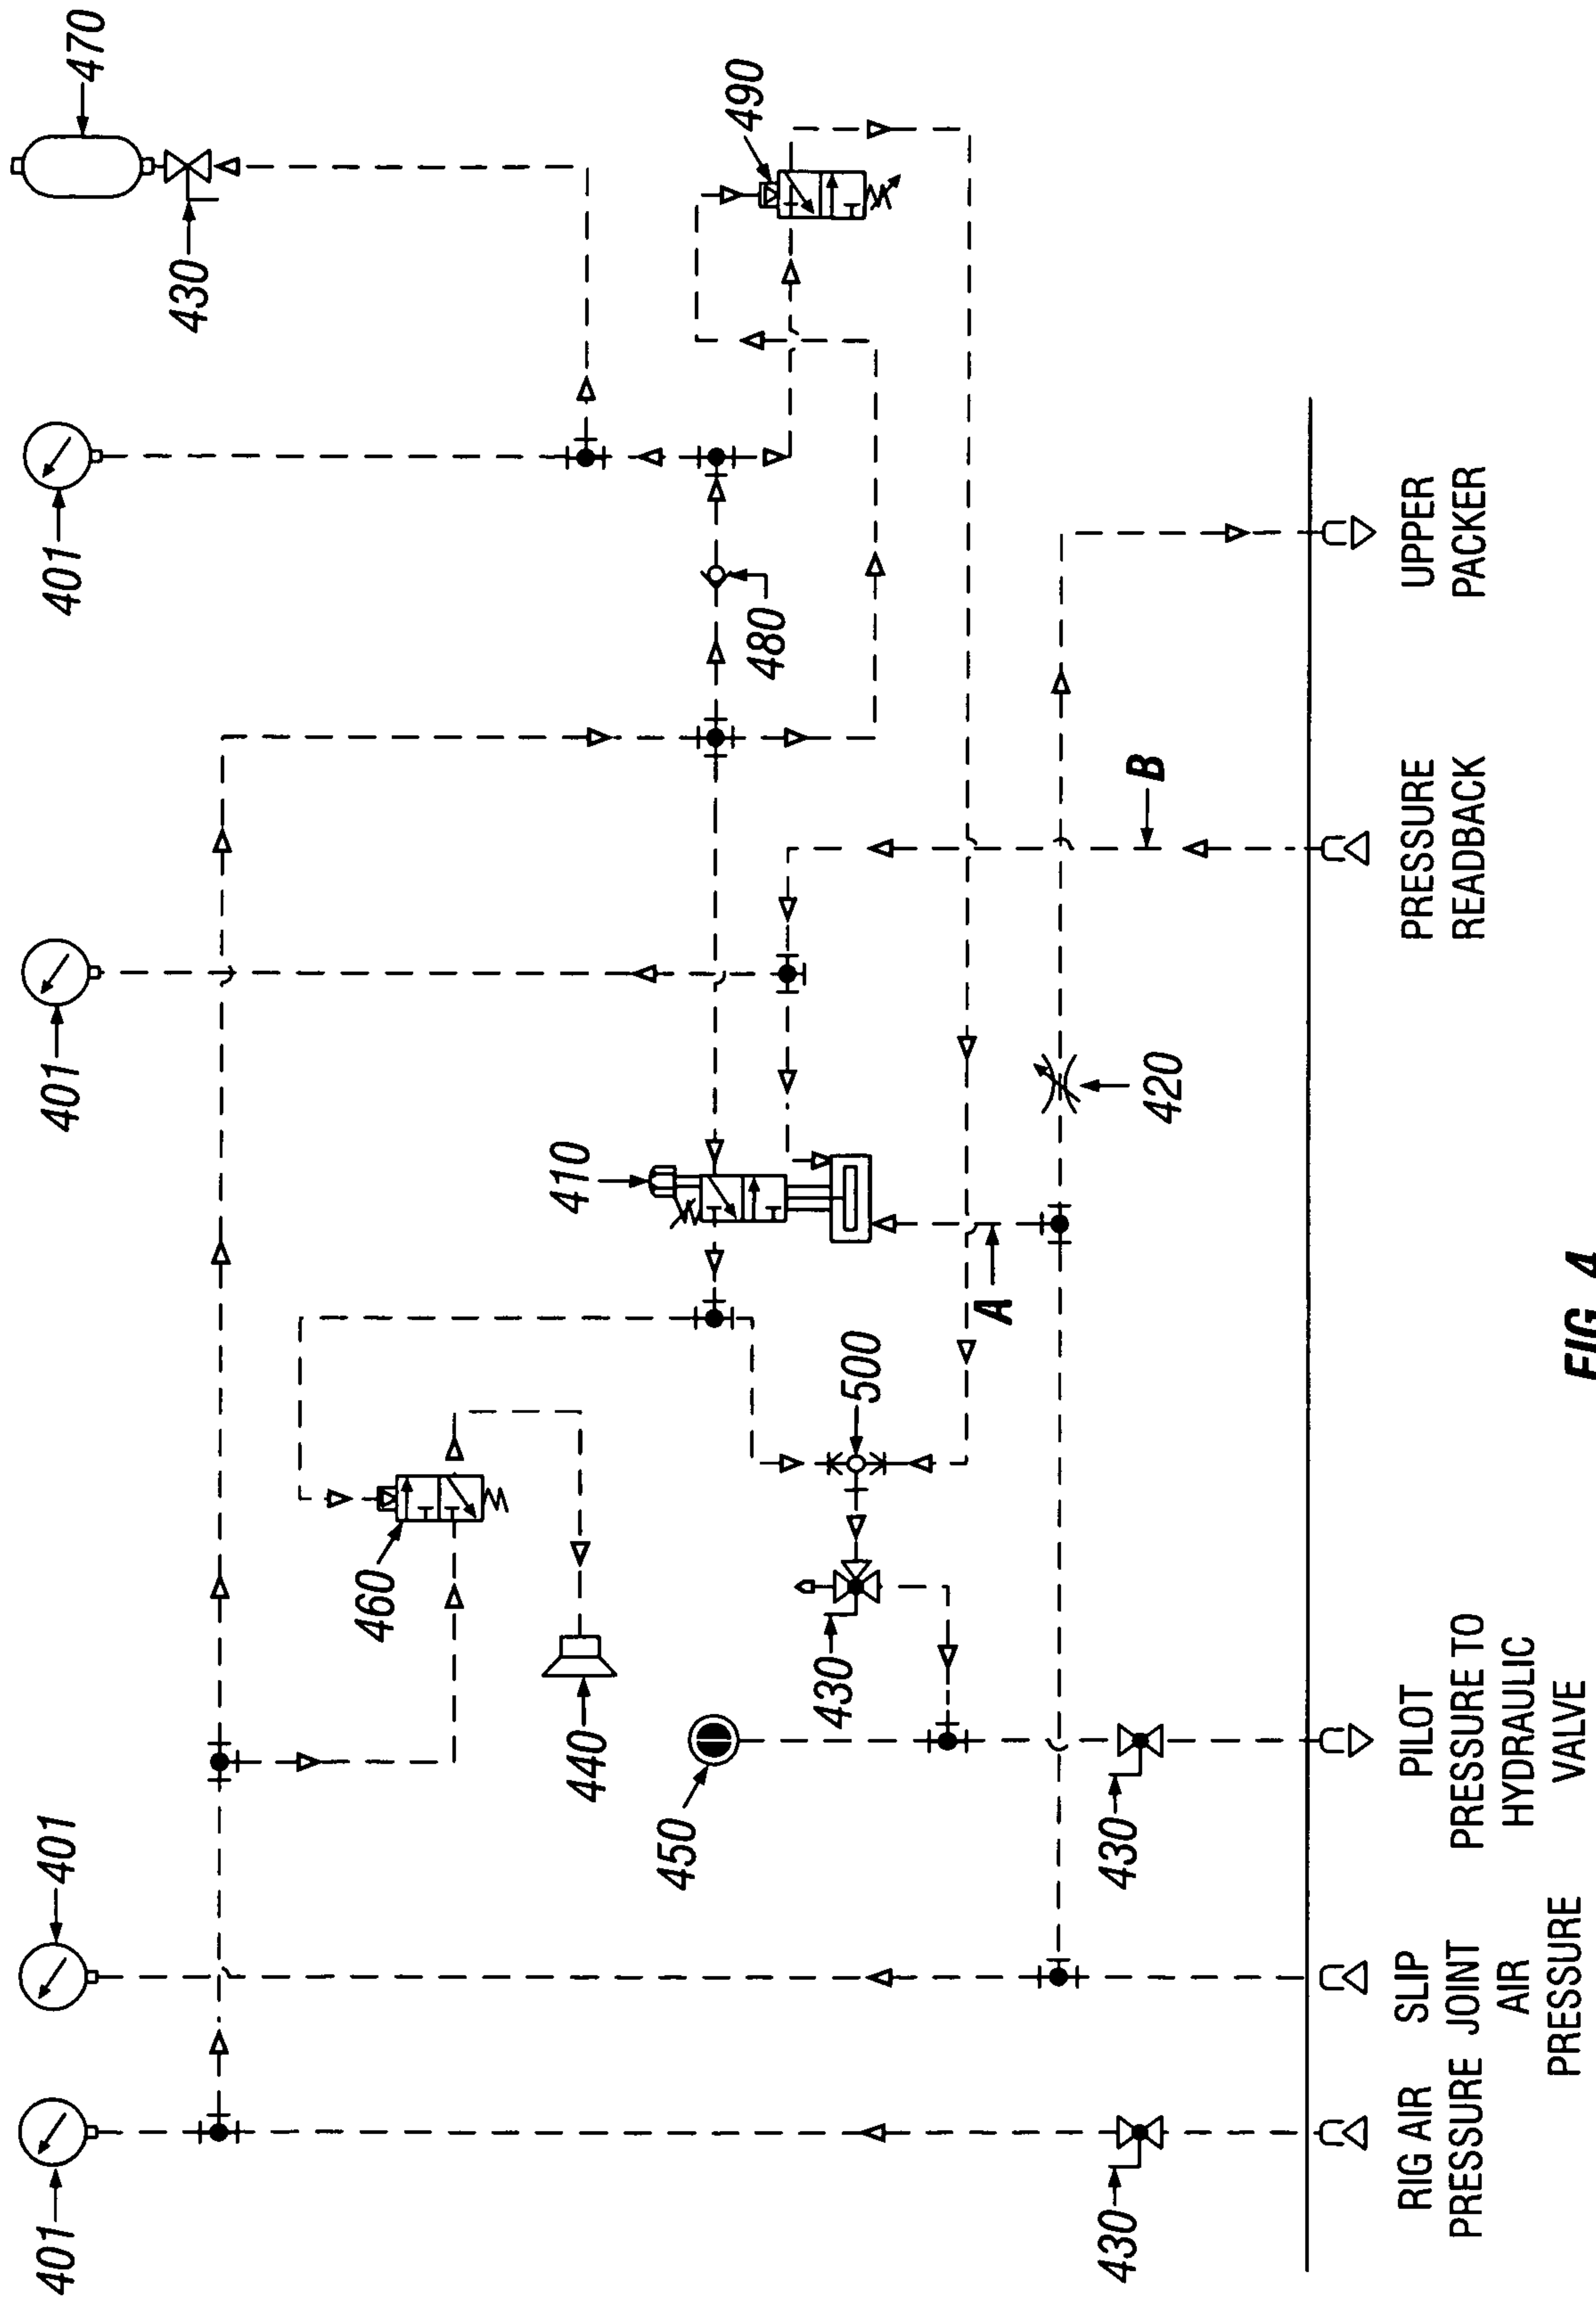 401
401
401
401
470
430
460
410
440
450
490
480
430
500
A
430
430
420
B
RIG AIR
PRESSURE
SLIP
JOINT
AIR
PRESSURE
PILOT
PRESSURE TO
HYDRAULIC
VALVE
PRESSURE
READBACK
UPPER
PACKER
FIG. 4